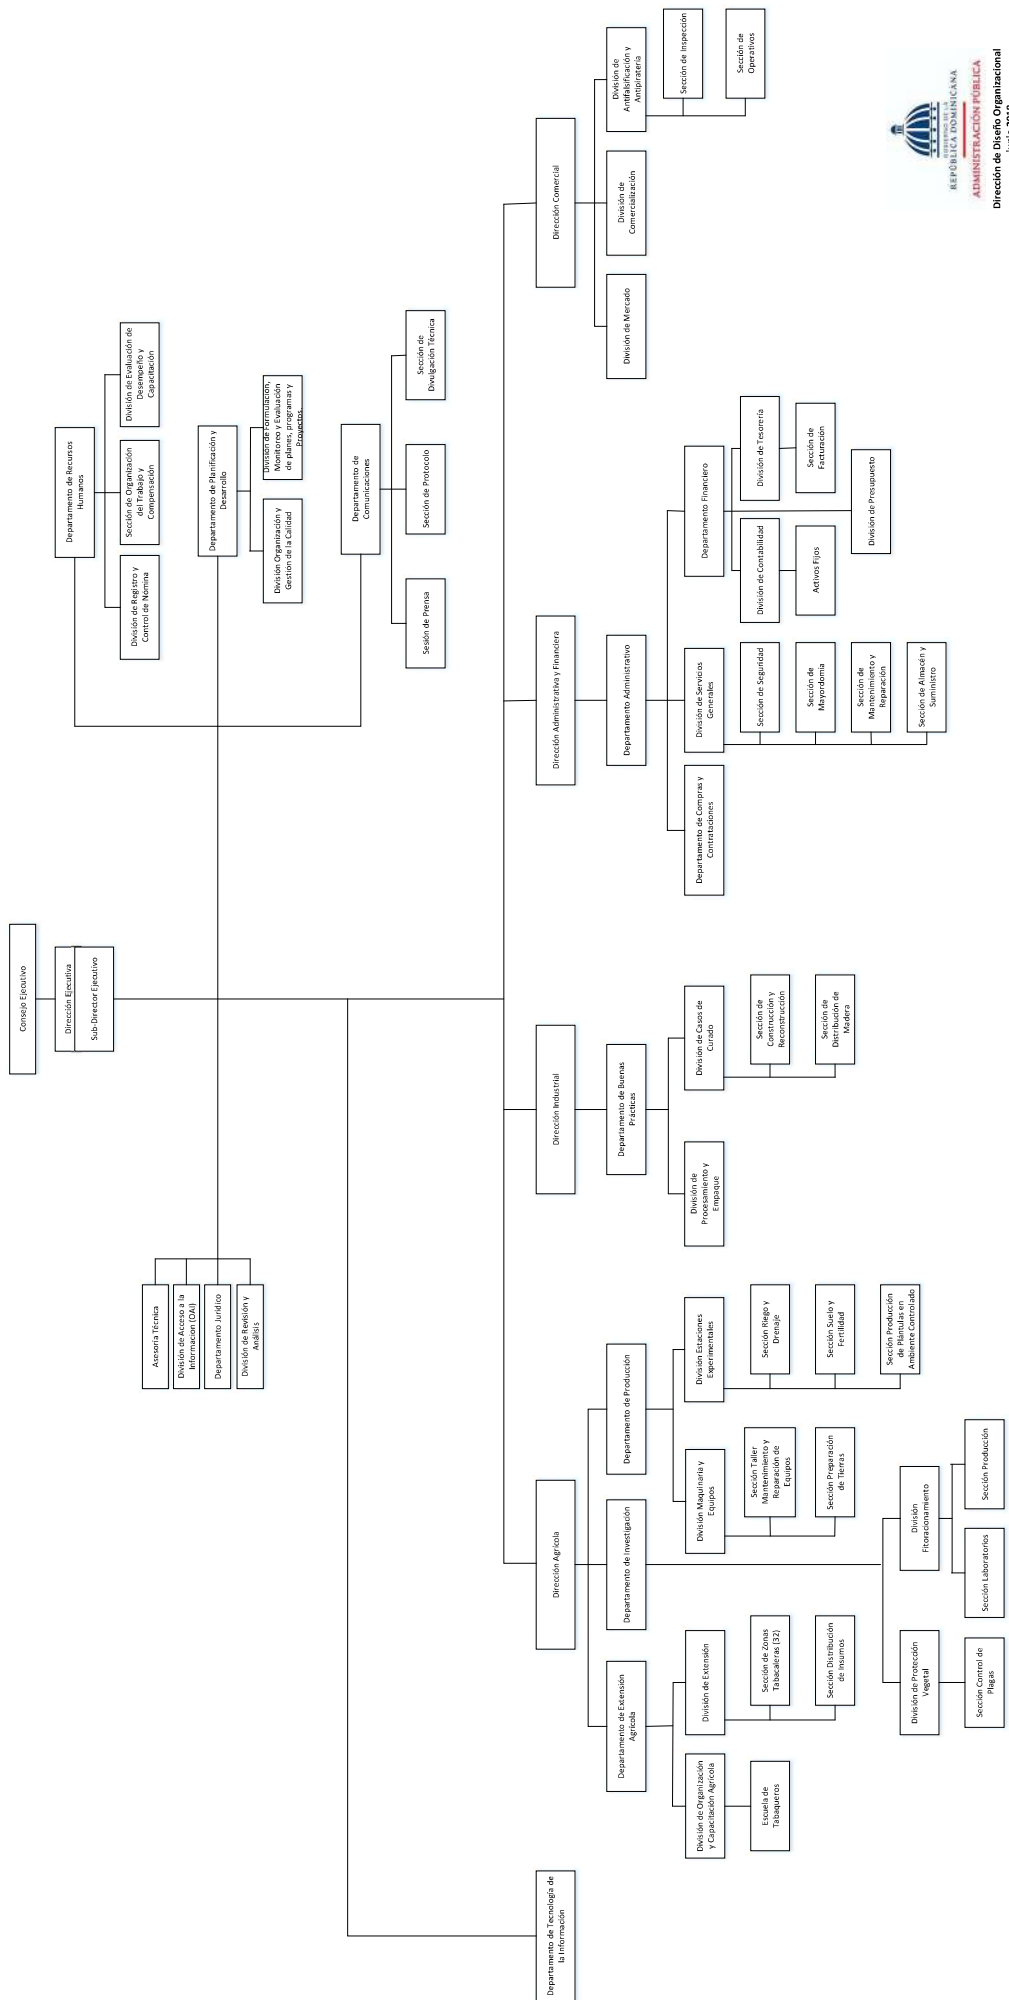 Consejo Ejecutivo
Dirección Ejecutiva
Sub-Director Ejecutivo
Asesoría Técnica
División de Acceso a la
Informacion (OAI)
Departamento Jurídico
División de Revisión y
Análisis
Departamento de Recursos
Humanos
División de Registro y
Control de Nómina
Sección de Organización
del Trabajo y
Compensación
División de Evaluación de
Desempeño y
Capacitación
Departamento de Planificación y
Desarrollo
División Organización y
Gestión de la Calidad
División de Formulacion,
Monitoreo y Evaluación
de planes, programas y
Proyectos.
Departamento de
Comunicaciones
Sesión de Prensa
Sección de Protocolo
Sección de
Divulgación Técnica
Departamento de Tecnología de
la Información
Dirección Agrícola
Departamento de Extensión
Agrícola
División de Organización
y Capacitación Agrícola
Escuela de
Tabaqueros
División de Extensión
Sección de Zonas
Tabacaleras (32)
Sección Distribución
de Insumos
Departamento de Investigación
División de Protección
Vegetal
Sección Control de
Plagas
División
Fitoracionamiento
Sección Laboratorios
Sección Producción
Departamento de Producción
División Maquinaria y
Equipos
Sección Taller
Mantenimiento y
Reparación de
Equipos
Sección Preparación
de Tierras
División Estaciones
Experimentales
Sección Riego y
Drenaje
Sección Suelo y
Fertilidad
Sección Producción
de Plántulas en
Ambiente Controlado
Dirección Industrial
Departamento de Buenas
Prácticas
División de
Procesamiento y
Empaque
División de Casos de
Curado
Sección de
Construcción y
Reconstrucción
Sección de
Distribución de
Madera
Dirección Administrativa y Financiera
Departamento Administrativo
Departamento de Compras y
Contrataciones
División de Servicios
Generales
Sección de Seguridad
Sección de
Mayordomía
Sección de
Mantenimiento y
Reparación
Sección de Almacén y
Suministro
Departamento Financiero
División de Contabilidad
Activos Fijos
División de Tesorería
Sección de
Facturación
División de Presupuesto
Dirección Comercial
División de Mercado
División de
Comercialización
División de
Antifalsificación y
Antipiratería
Sección de Inspección
Sección de
Operativos
GOBIERNO DE LA
REPÚBLICA DOMINICANA
ADMINISTRACIÓN PÚBLICA
Dirección de Diseño Organizacional